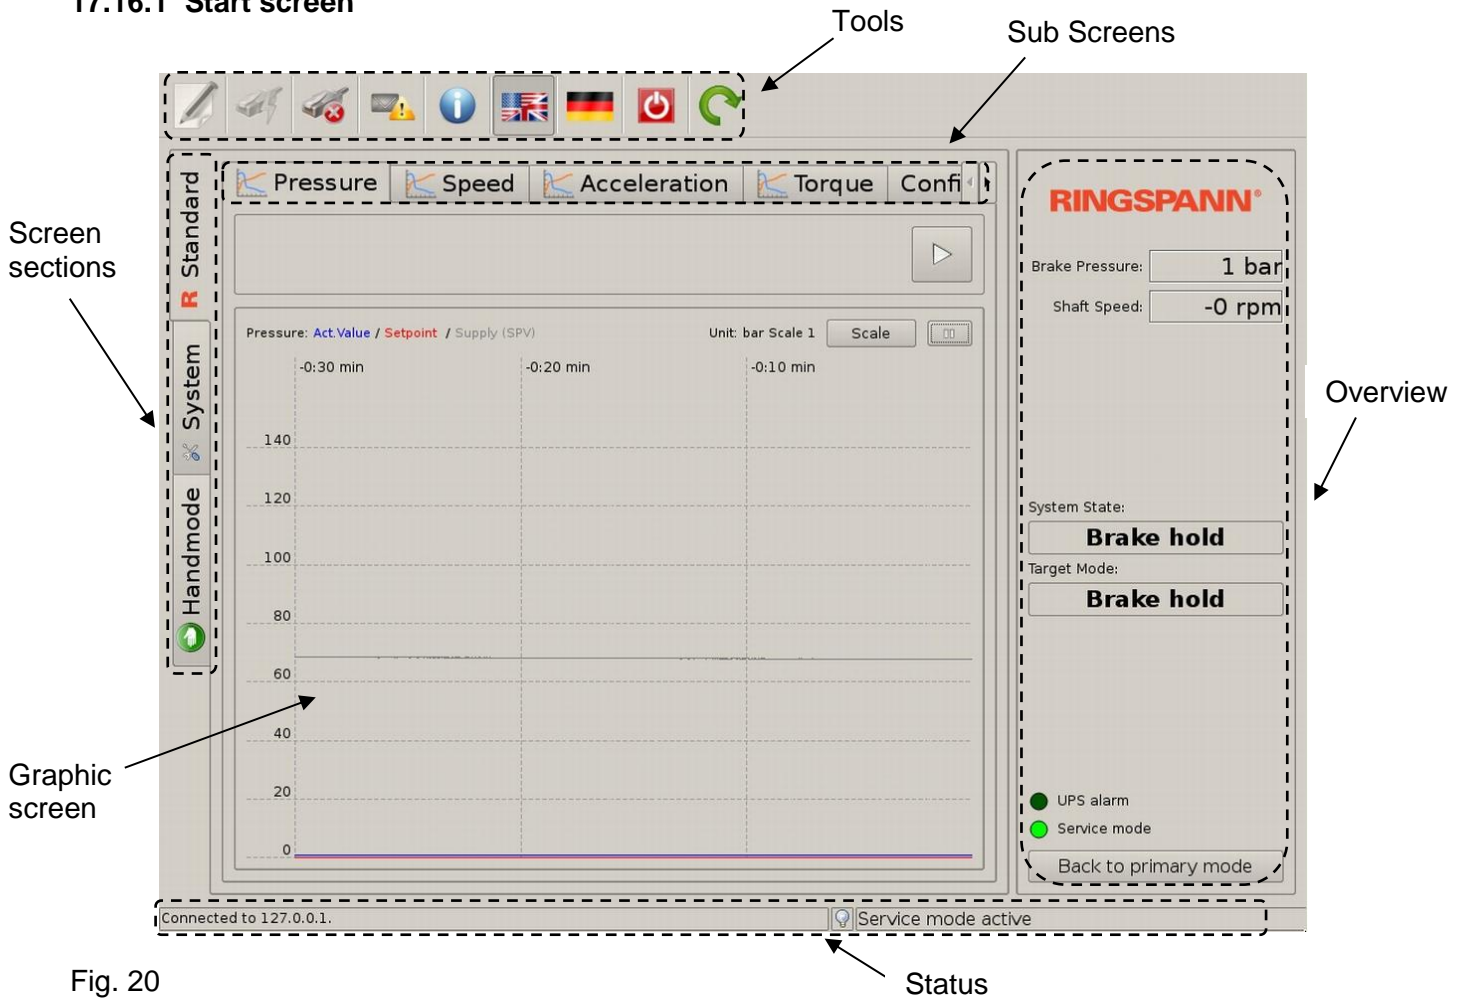 17.16.1 Start screen
Tools
Sub Screens
Screen
sections
Graphic
screen
Overview
Status
Standard
System
Handmode
R
Pressure
Speed
Acceleration
Torque
Confi
Pressure: Act.Value / Setpoint / Supply (SPV)
Unit: bar Scale 1
Scale
-0:30 min
-0:20 min
-0:10 min
140
120
100
80
60
40
20
0
RINGSPANN®
Brake Pressure: 1 bar
Shaft Speed: -0 rpm
System State:
Brake hold
Target Mode:
Brake hold
UPS alarm
Service mode
Back to primary mode
Connected to 127.0.0.1.
Service mode active
Fig. 20